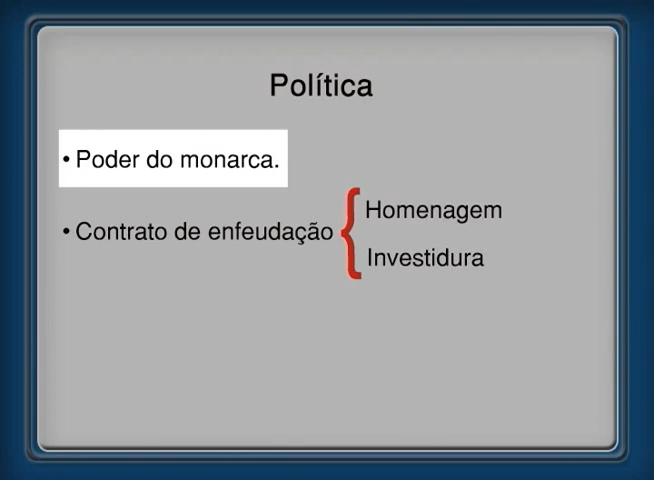 Política
• Poder do monarca.
• Contrato de enfeudação
Homenagem
Investidura